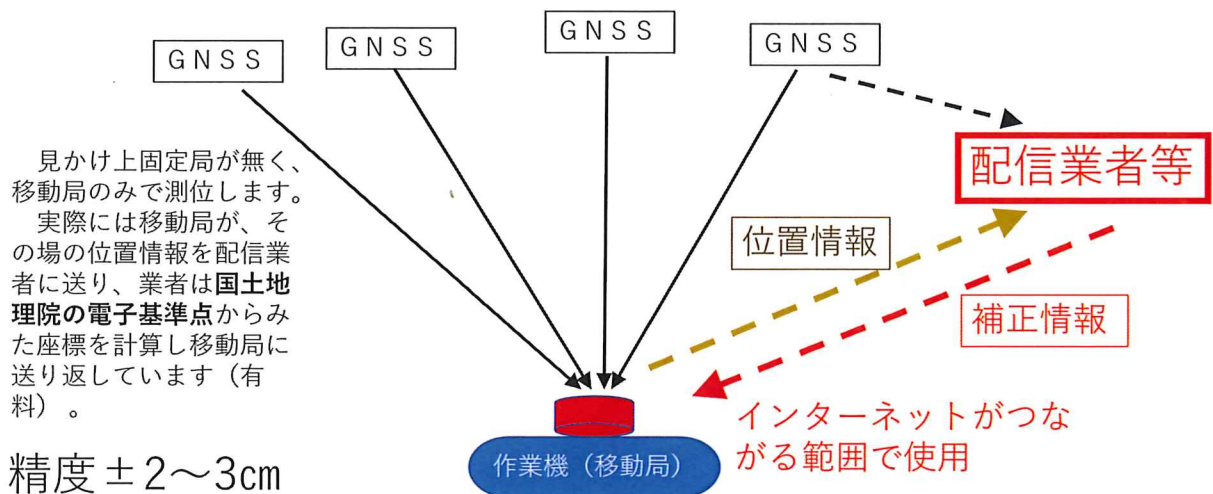 GNSS
GNSS
GNSS
GNSS
見かけ上固定局が無く、
移動局のみで測位します。
実際には移動局が、そ
の場の位置情報を配信業
者に送り、業者は国土地
理院の電子基準点からみ
た座標を計算し移動局に
送り返しています（有
料）。
精度±2〜3cm
配信業者等
位置情報
補正情報
インターネットがつな
がる範囲で使用
作業機（移動局）